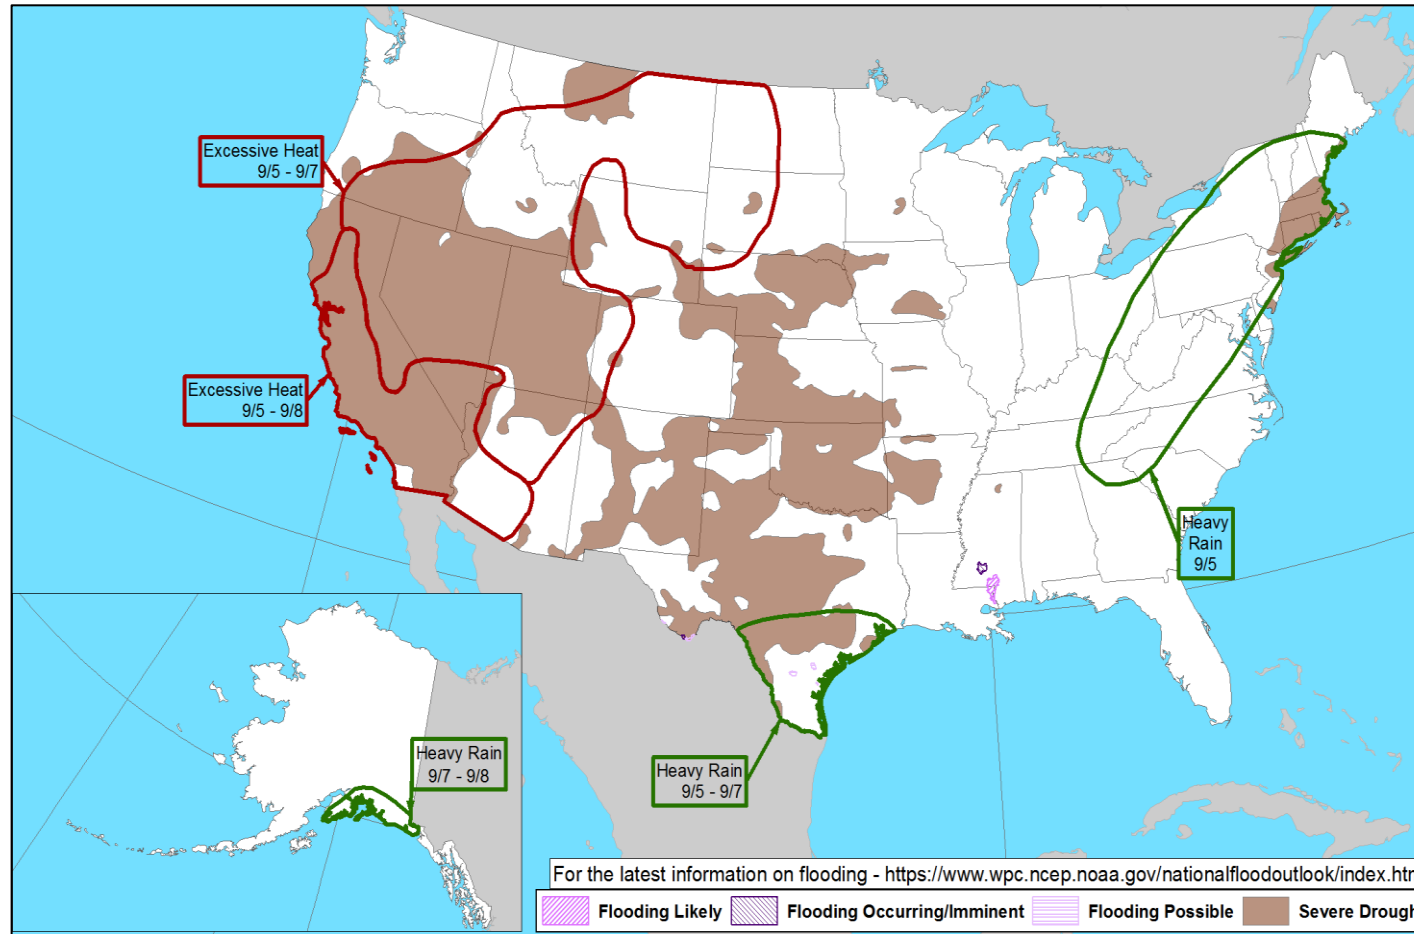 Excessive Heat
9/5 - 9/7
Excessive Heat
9/5 - 9/8
Heavy
Rain
9/5
Heavy Rain
9/7 - 9/8
Heavy Rain
9/5 - 9/7
For the latest information on flooding - https://www.wpc.ncep.noaa.gov/nationalfloodoutlook/index.htm
Flooding Likely
Flooding Occurring/Imminent
Flooding Possible
Severe Drough